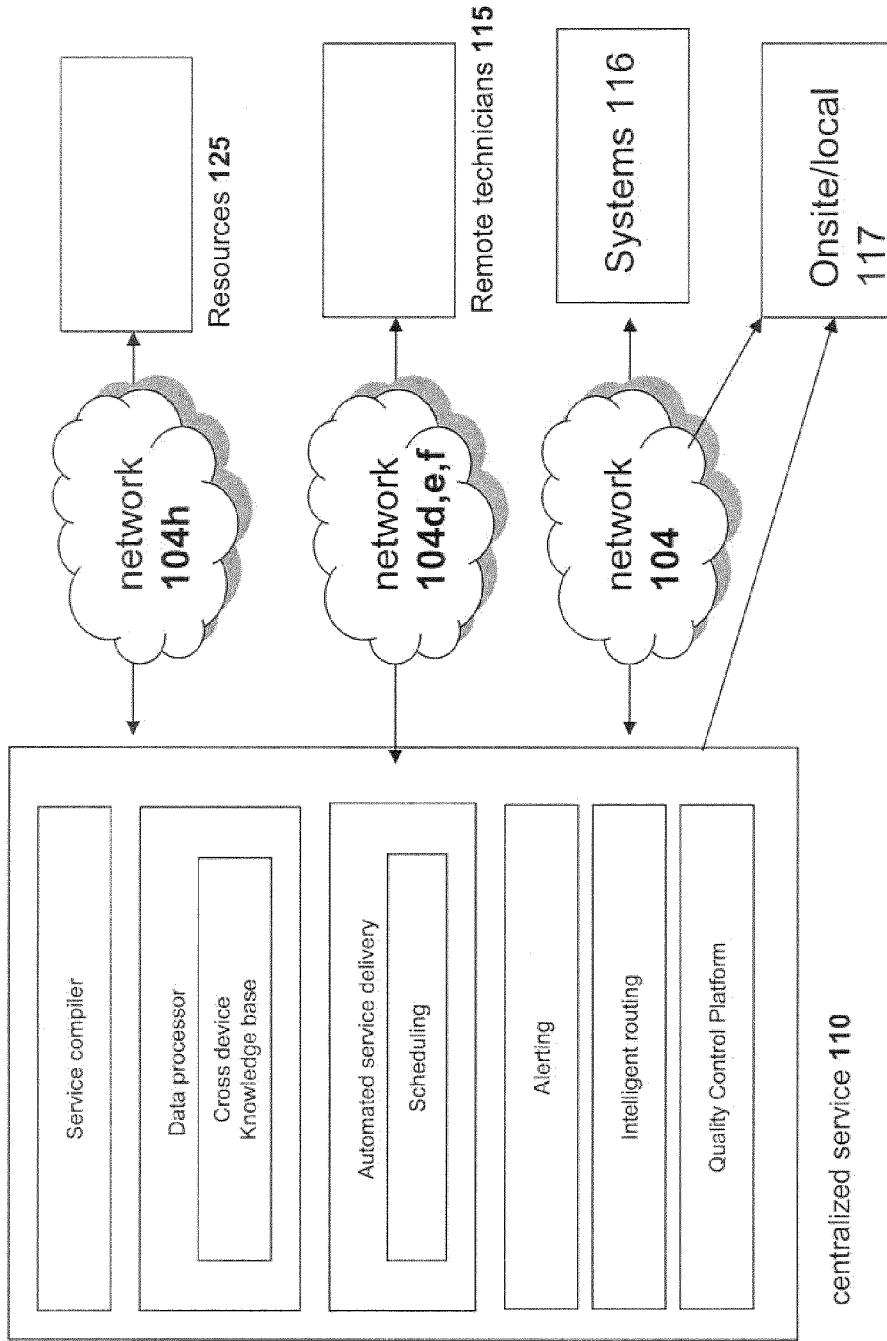 Service compiler
Data processor
Cross device
Knowledge base
Automated service delivery
Scheduling
Alerting
Intelligent routing
Quality Control Platform
centralized service 110
network
104h
network
104d,e,f
network
104
Resources 125
Remote technicians 115
Systems 116
Onsite/local
117